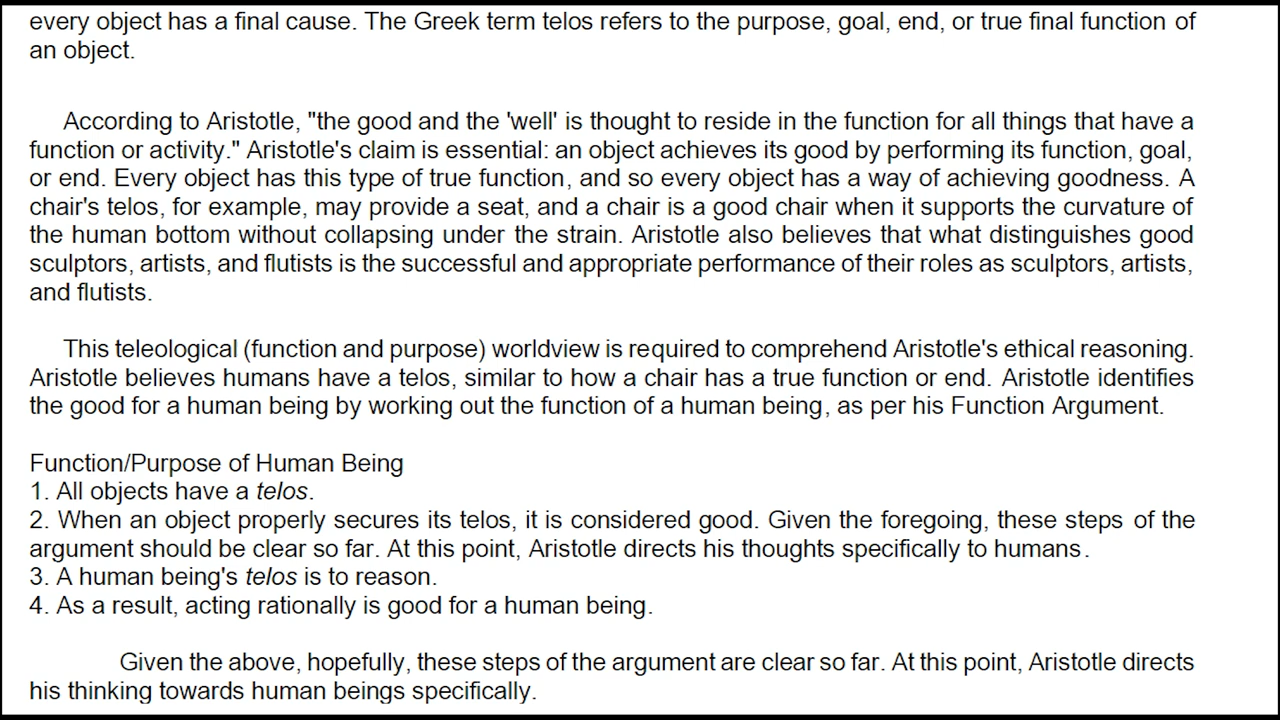 every object has a final cause. The Greek term telos refers to the purpose, goal, end, or true final function of
an object.
According to Aristotle, "the good and the 'well' is thought to reside in the function for all things that have a
function or activity." Aristotle's claim is essential: an object achieves its good by performing its function, goal,
or end. Every object has this type of true function, and so every object has a way of achieving goodness. A
chair's telos, for example, may provide a seat, and a chair is a good chair when it supports the curvature of
the human bottom without collapsing under the strain. Aristotle also believes that what distinguishes good
sculptors, artists, and flutists is the successful and appropriate performance of their roles as sculptors, artists,
and flutists.
This teleological (function and purpose) worldview is required to comprehend Aristotle's ethical reasoning.
Aristotle believes humans have a telos, similar to how a chair has a true function or end. Aristotle identifies
the good for a human being by working out the function of a human being, as per his Function Argument.
Function/Purpose of Human Being
1. All objects have a telos.
2. When an object properly secures its telos, it is considered good. Given the foregoing, these steps of the
argument should be clear so far. At this point, Aristotle directs his thoughts specifically to humans.
3. A human being's telos is to reason.
4. As a result, acting rationally is good for a human being.
Given the above, hopefully, these steps of the argument are clear so far. At this point, Aristotle directs
his thinking towards human beings specifically.